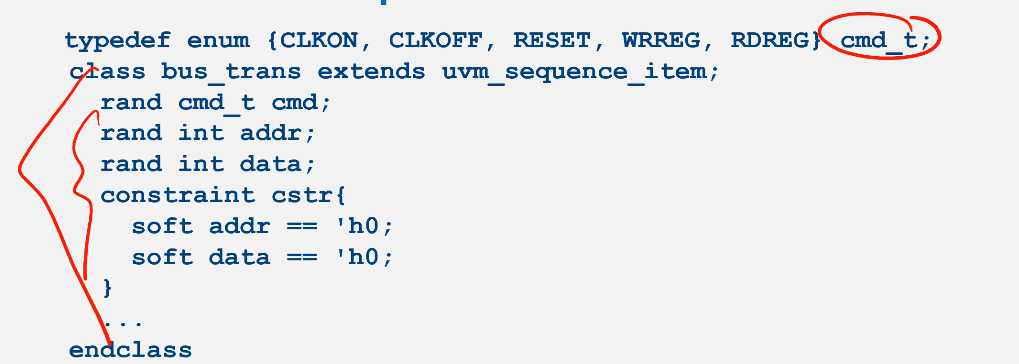 typedef enum {CLKON, CLKOFF, RESET, WRREG, RDREG} cmd_t;
class bus_trans extends uvm_sequence_item;
rand cmd_t cmd;
rand int addr;
rand int data;
constraint cstr{
soft addr == 'h0;
soft data == 'h0;
}
...
endclass